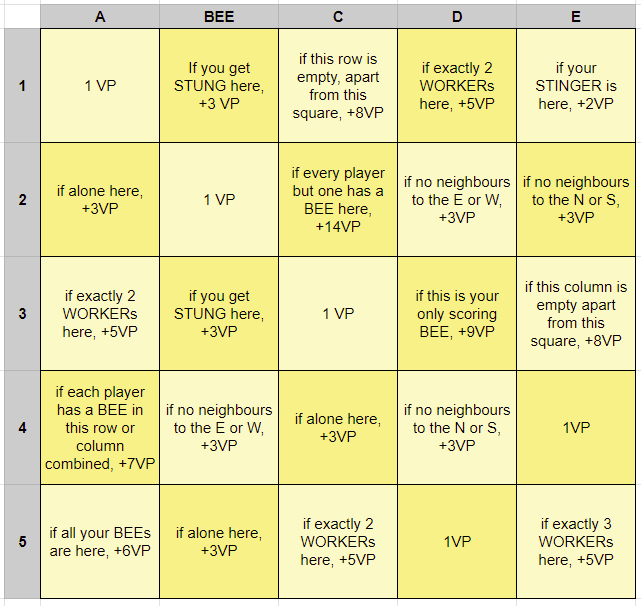 A BEE C D E
1
1 VP
If you get
STUNG here,
+3 VP
if this row is
empty, apart
from this
square, +8VP
if exactly 2
WORKERs
here, +5VP
if your
STINGER is
here, +2VP
2
if alone here,
+3VP
1 VP
if every player
but one has a
BEE here,
+14VP
if no neighbours
to the E or W,
+3VP
if no neighbours
to the N or S,
+3VP
3
if exactly 2
WORKERs
here, +5VP
if you get
STUNG here,
+3VP
1 VP
if this is your
only scoring
BEE, +9VP
if this column is
empty apart
from this
square, +8VP
4
if each player
has a BEE in
this row or
column
combined, +7VP
if no neighbours
to the E or W,
+3VP
if alone here,
+3VP
if no neighbours
to the N or S,
+3VP
1VP
5
if all your BEEs
are here, +6VP
if alone here,
+3VP
if exactly 2
WORKERs
here, +5VP
1VP
if exactly 3
WORKERs
here, +5VP